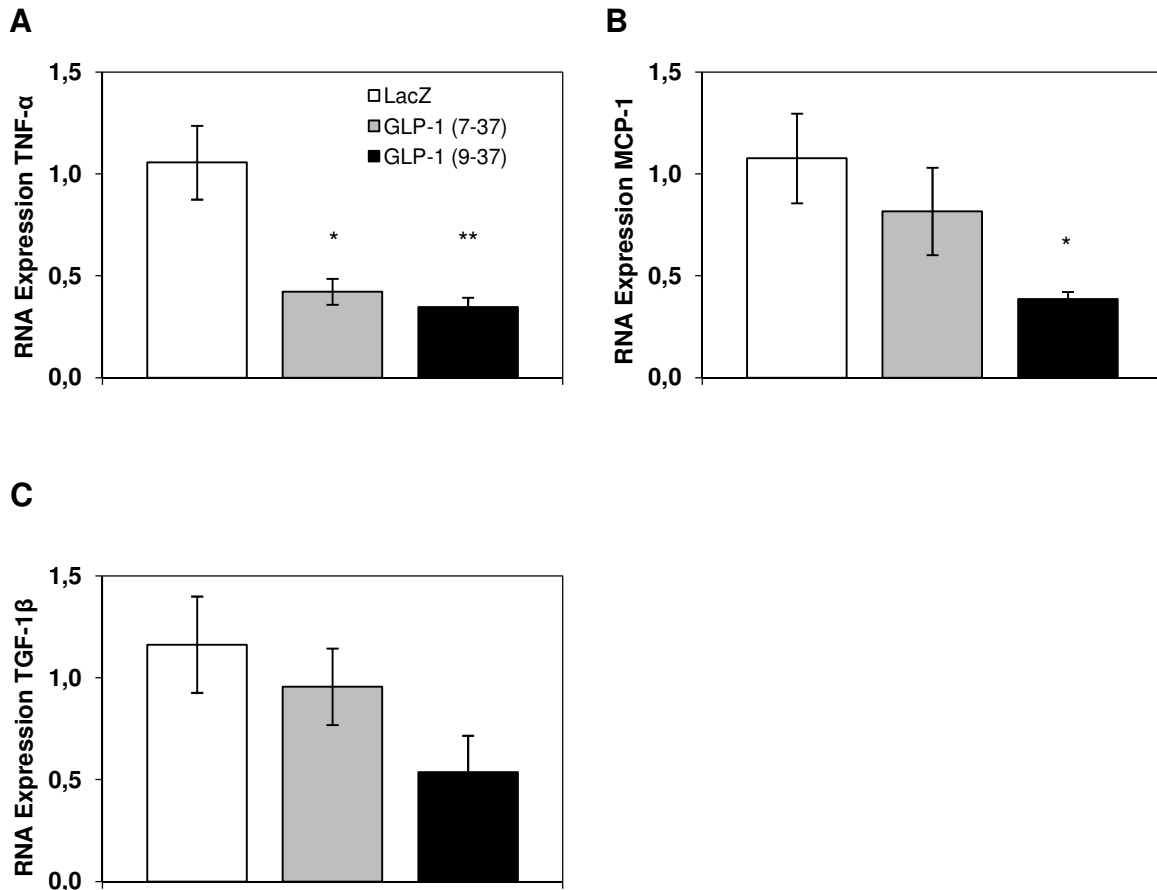 A
RNA Expression TNF-α
1,5
1,0
0,5
0,0
LacZ
GLP-1 (7-37)
GLP-1 (9-37)
*
**
B
RNA Expression MCP-1
1,5
1,0
0,5
0,0
*
C
RNA Expression TGF-1β
1,5
1,0
0,5
0,0